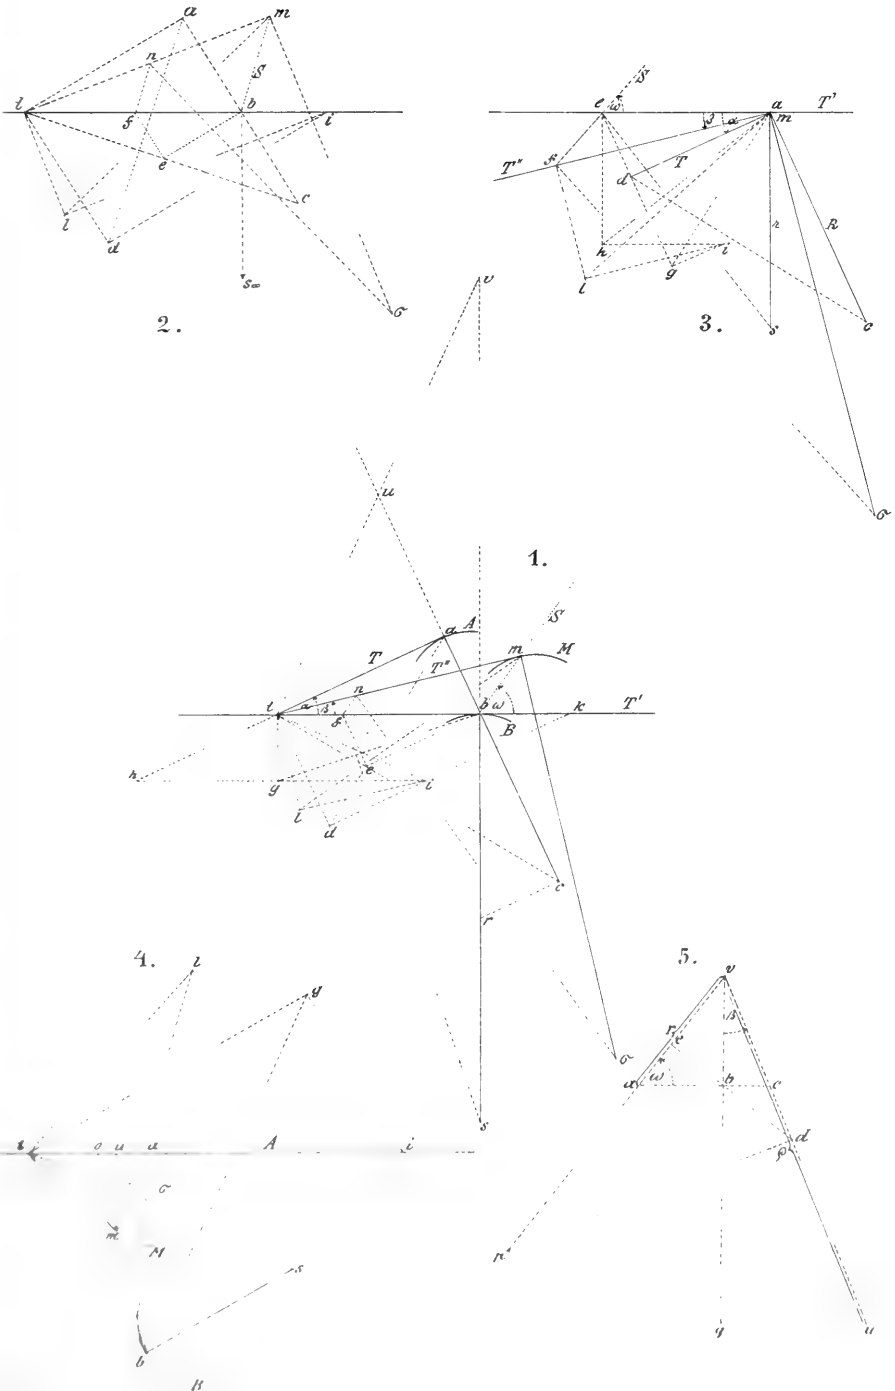 a m
n S
t f b i
e
l c
d
s∞
σ
2.
S
e ω a T'
β α m
T" k d T
r R
h i
l g
3. s c
v
σ
u
1.
S
a A
T T" m M
n
t α β f b ω k T'
B
h g e i
l
d
c
r
4. l 5. v
g
β
r ε
σ a ω b c
s d
ρ
t o u a A i
σ
m
M n
s
b q u
B